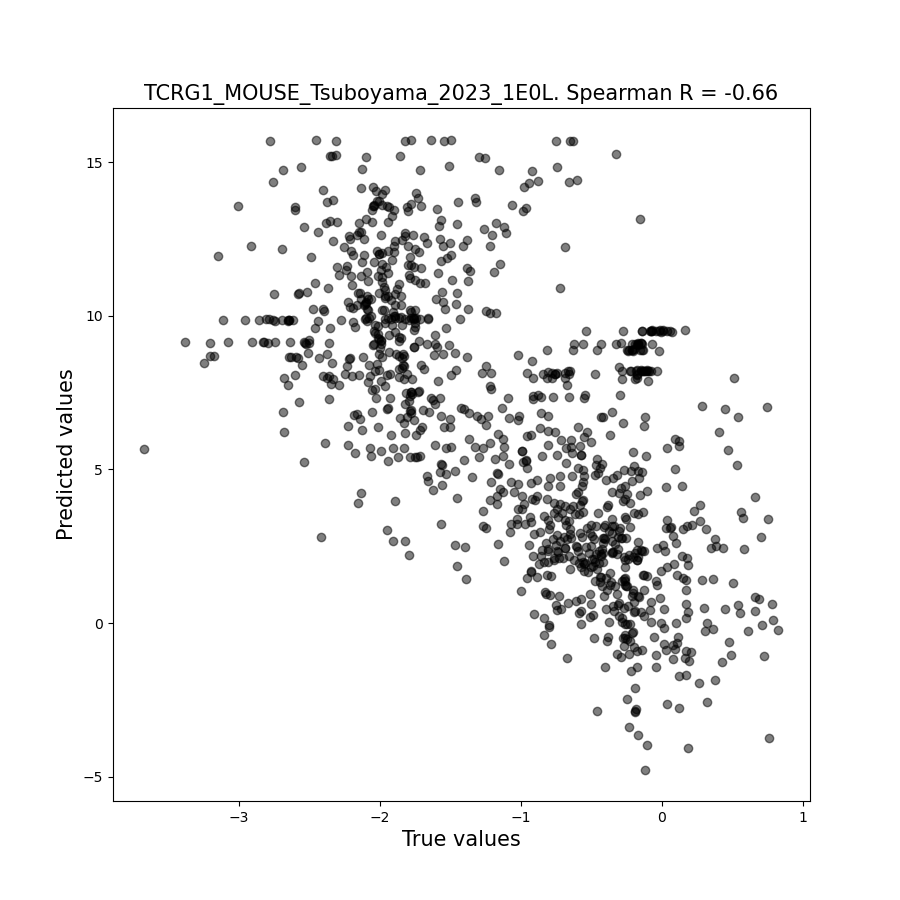 TCRG1_MOUSE_Tsuboyama_2023_1E0L. Spearman R = -0.66
15
10
5
0
−5
Predicted values
−3 −2 −1 0 1
True values